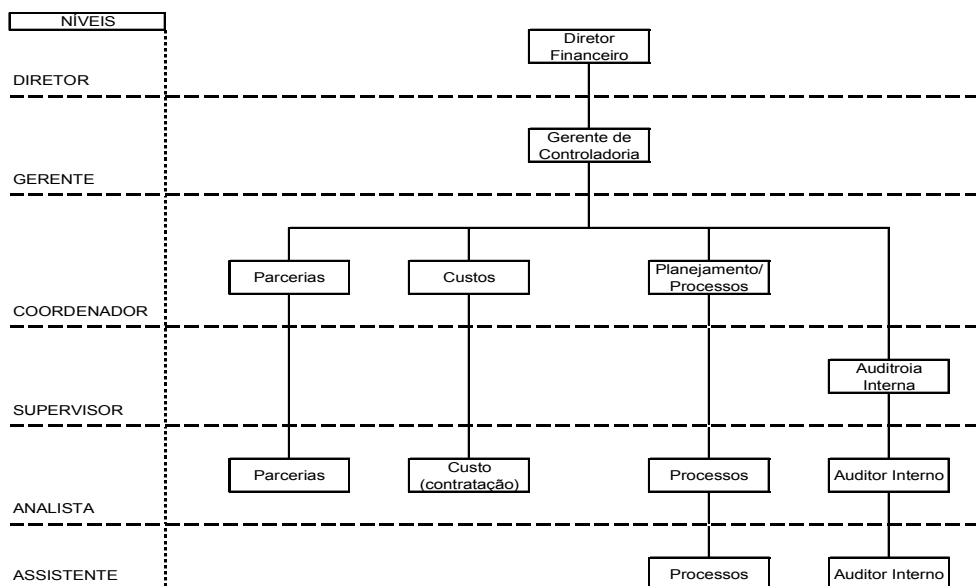 NÍVEIS
Diretor
Financeiro
DIRETOR
Gerente de
Controladoria
GERENTE
Parcerias
Custos
Planejamento/
Processos
COORDENADOR
Auditroia
Interna
SUPERVISOR
Parcerias
Custo
(contratação)
Processos
Auditor Interno
ANALISTA
ASSISTENTE
Processos
Auditor Interno